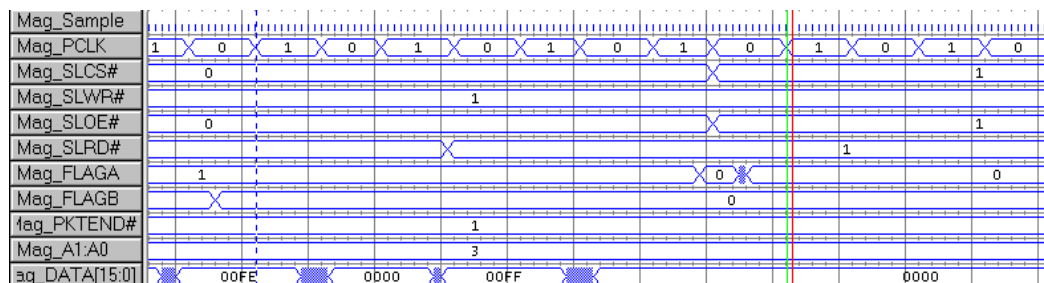 Mag_Sample
Mag_PCLK 1 0 1 0 1 0 1 0 1 0 1 0 1 0
Mag_SLCS# 0 1
Mag_SLWR# 1
Mag_SLOE# 0 1
Mag_SLRD# 1
Mag_FLAGA 1 0 0
Mag_FLAGB 0
Mag_PKTEND# 1
Mag_A1:A0 3
ag_DATA[15:0] 00FE 0000 00FF 0000